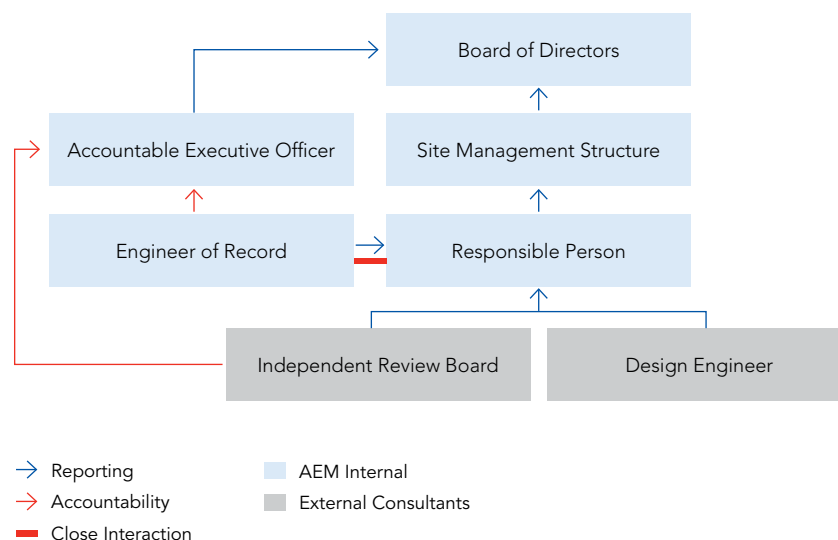 Board of Directors
Accountable Executive Officer
Site Management Structure
Engineer of Record
Responsible Person
Independent Review Board
Design Engineer
Reporting
AEM Internal
Accountability
External Consultants
Close Interaction